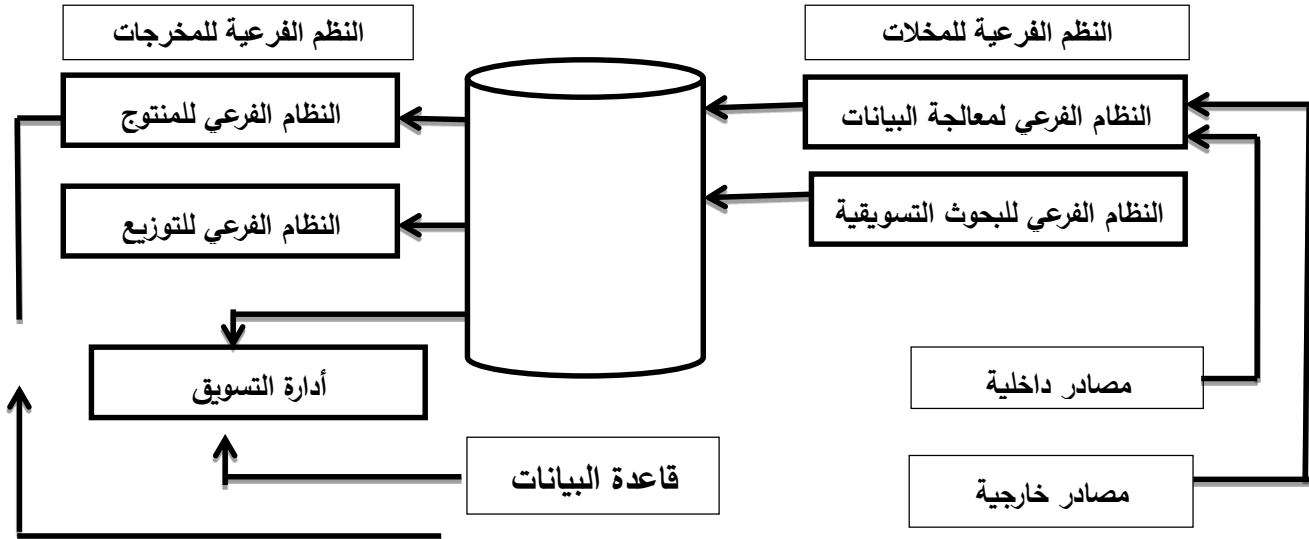 النظم الفرعية للمخلات
النظم الفرعية للمخرجات
النظام الفرعي لمعالجة البيانات
النظام الفرعي للمنتوج
النظام الفرعي للبحوث التسويقية
النظام الفرعي للتوزيع
مصادر داخلية
أدارة التسويق
مصادر خارجية
قاعدة البيانات